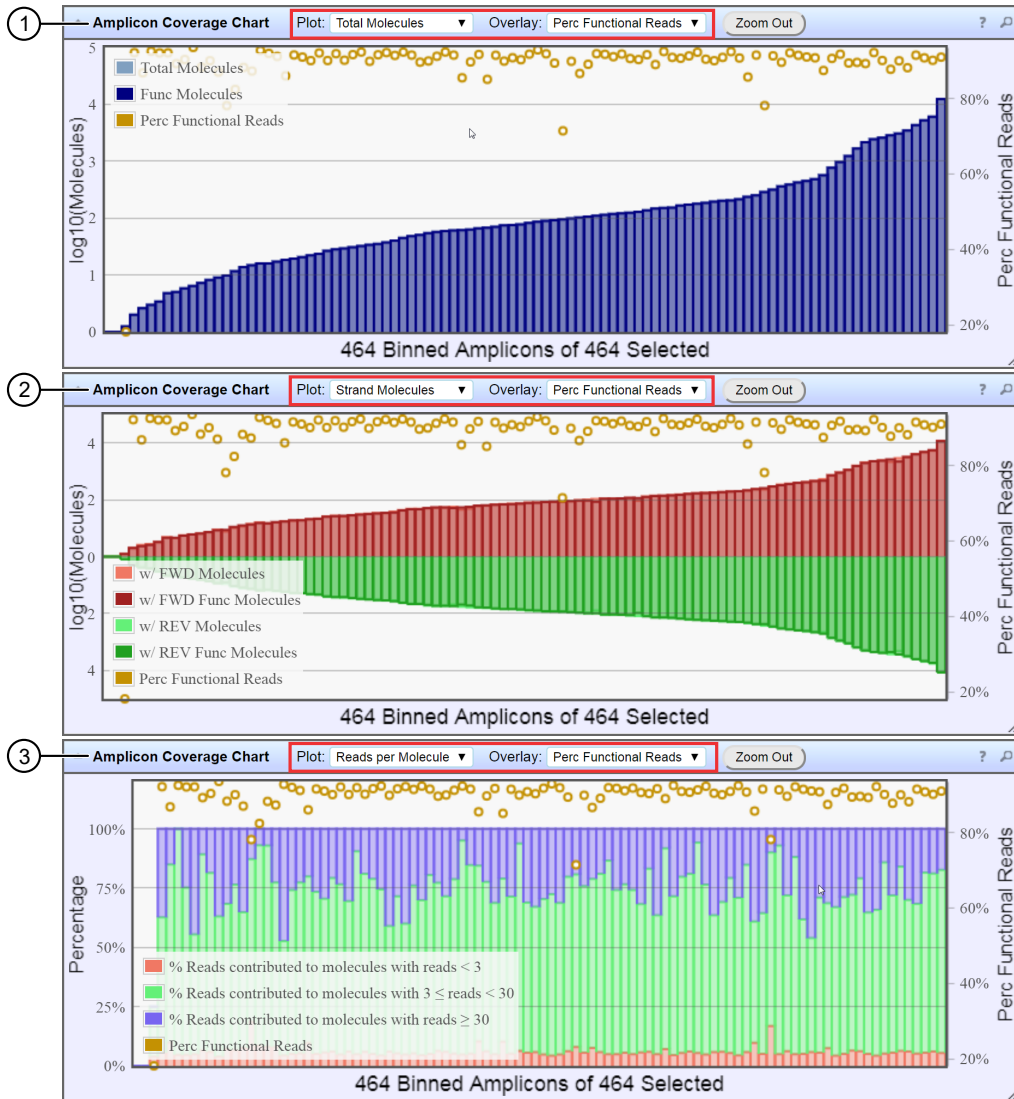 1 Amplicon Coverage Chart Plot: Total Molecules ▼ Overlay: Perc Functional Reads ▼ Zoom Out ?
5
4
3
2
1
0
log10(Molecules)
Total Molecules
Func Molecules
Perc Functional Reads
80%
60%
40%
20%
Perc Functional Reads
464 Binned Amplicons of 464 Selected
2 Amplicon Coverage Chart Plot: Strand Molecules ▼ Overlay: Perc Functional Reads ▼ Zoom Out ?
4
2
0
2
4
log10(Molecules)
w/ FWD Molecules
w/ FWD Func Molecules
w/ REV Molecules
w/ REV Func Molecules
Perc Functional Reads
80%
60%
40%
20%
Perc Functional Reads
464 Binned Amplicons of 464 Selected
3 Amplicon Coverage Chart Plot: Reads per Molecule ▼ Overlay: Perc Functional Reads ▼ Zoom Out ?
100%
75%
50%
25%
0%
Percentage
% Reads contributed to molecules with reads < 3
% Reads contributed to molecules with 3 ≤ reads < 30
% Reads contributed to molecules with reads ≥ 30
Perc Functional Reads
80%
60%
40%
20%
Perc Functional Reads
464 Binned Amplicons of 464 Selected